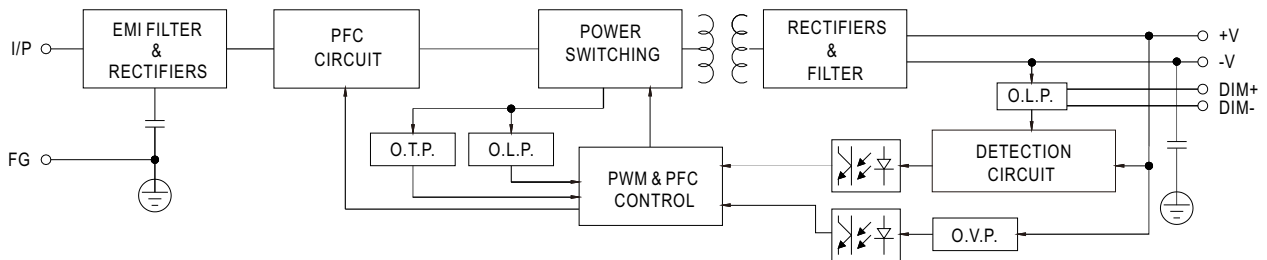 I/P
EMI FILTER
&
RECTIFIERS
PFC
CIRCUIT
POWER
SWITCHING
RECTIFIERS
&
FILTER
+V
-V
DIM+
DIM-
O.L.P.
FG
O.T.P.
O.L.P.
PWM & PFC
CONTROL
DETECTION
CIRCUIT
O.V.P.